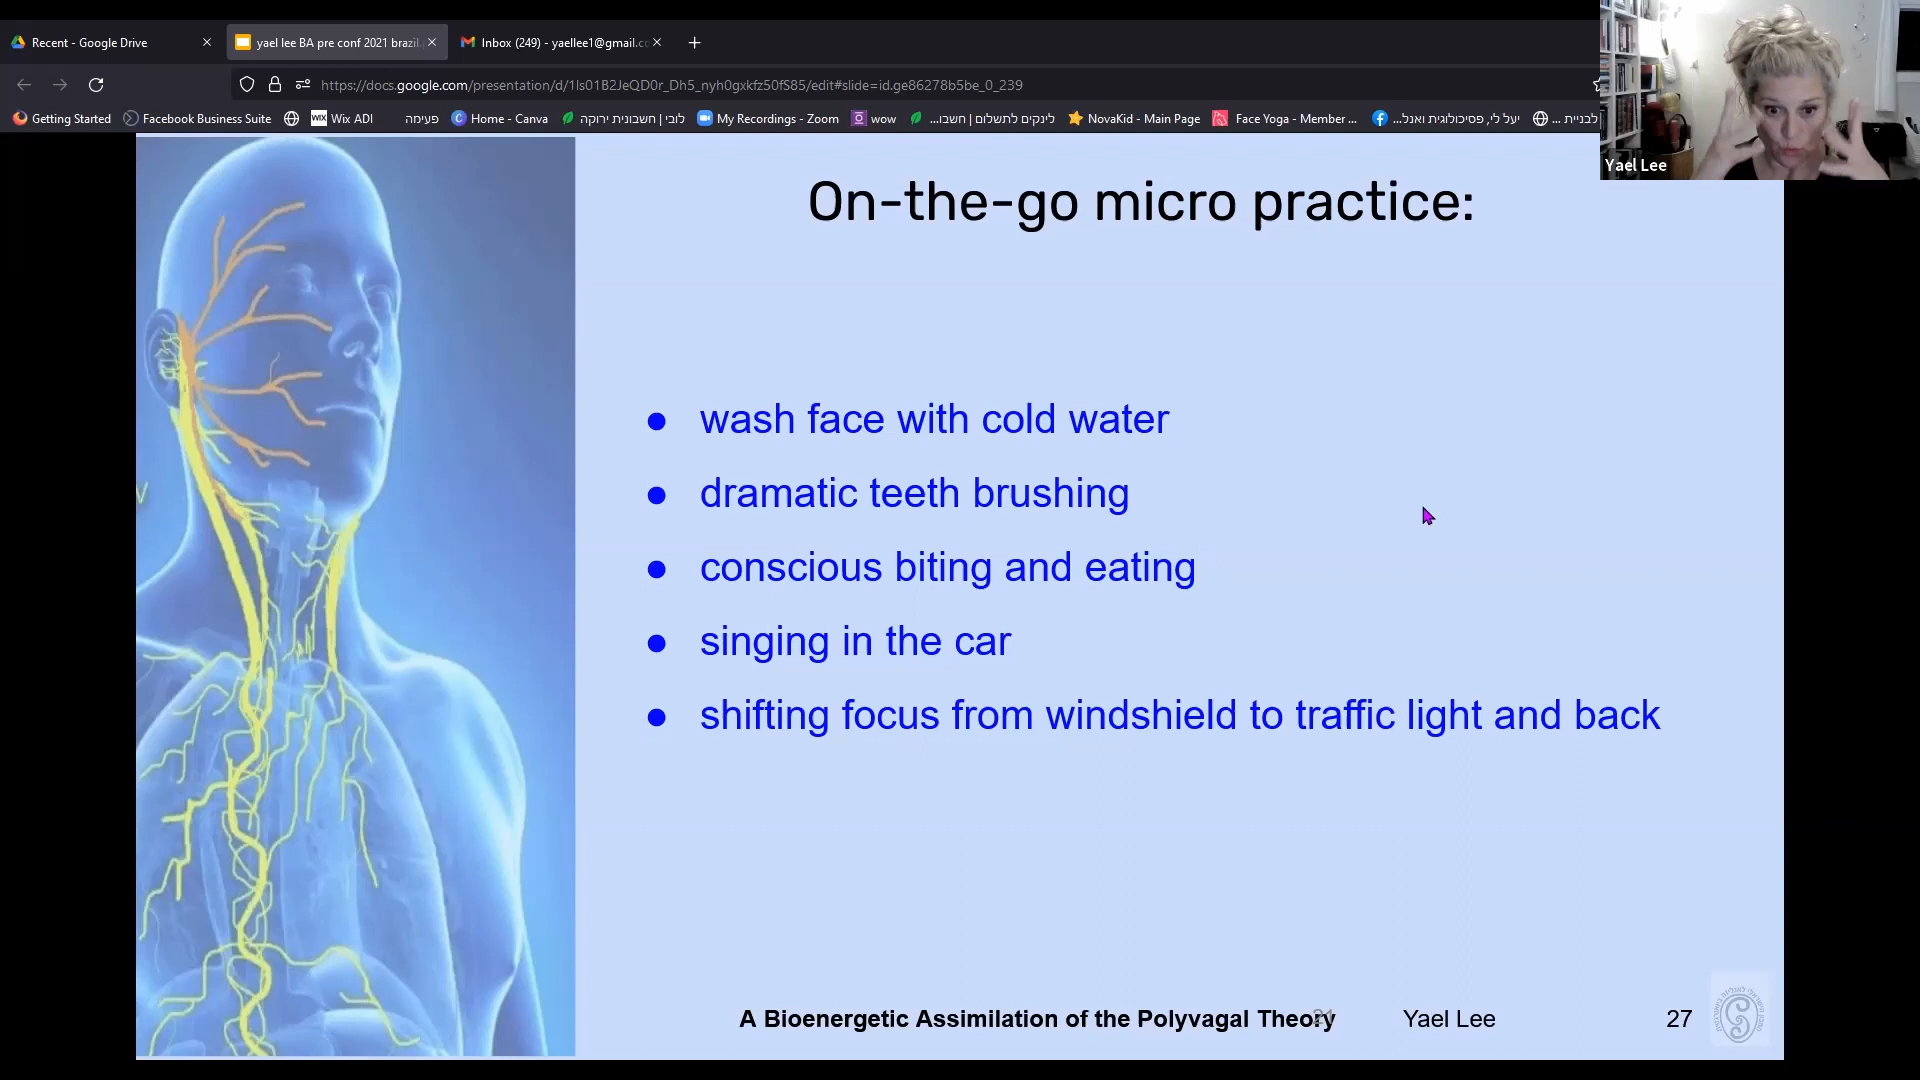 Recent - Google Drive
yael lee BA pre conf 2021 brazil.
Inbox (249) - yaellee1@gmail.co
https://docs.google.com/presentation/d/1ls01B2JeQD0r_Dh5_nyh0gxkfz50fS85/edit#slide=id.ge86278b5be_0_239
Getting Started Facebook Business Suite WIX Wix ADI פעימה Home - Canva לובי | חשבונית ירוקה My Recordings - Zoom wow לינקים לתשלום | חשבו... NovaKid - Main Page Face Yoga - Member ... יעל לי, פסיכולוגית ואנל... לבניית ...
Yael Lee
On-the-go micro practice:
● wash face with cold water
● dramatic teeth brushing
● conscious biting and eating
● singing in the car
● shifting focus from windshield to traffic light and back
A Bioenergetic Assimilation of the Polyvagal Theory 21 Yael Lee 27